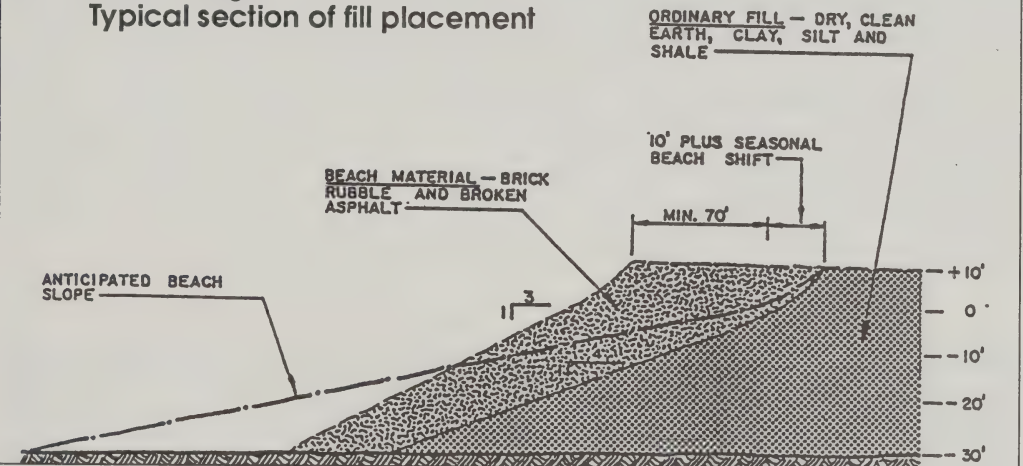 Typical section of fill placement
ORDINARY FILL — DRY, CLEAN
EARTH, CLAY, SILT AND
SHALE
10' PLUS SEASONAL
BEACH SHIFT
BEACH MATERIAL — BRICK
RUBBLE AND BROKEN
ASPHALT
MIN. 70'
ANTICIPATED BEACH
SLOPE
3
1
4
+10'
0
-10'
-20'
-30'